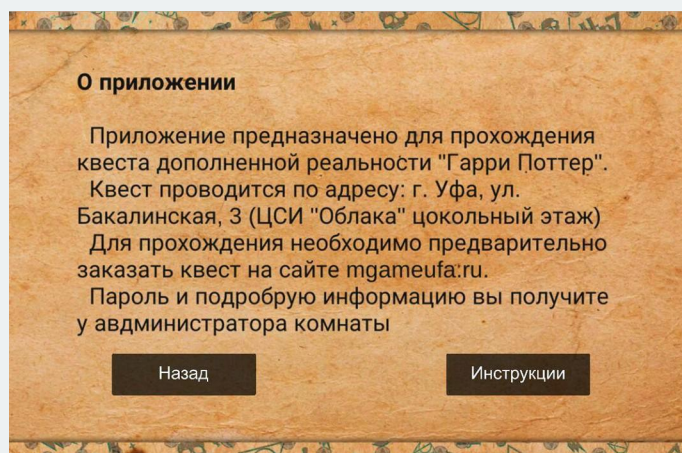 О приложении
Приложение предназначено для прохождения
квеста дополненной реальности "Гарри Поттер".
Квест проводится по адресу: г. Уфа, ул.
Бакалинская, 3 (ЦСИ "Облака" цокольный этаж)
Для прохождения необходимо предварительно
заказать квест на сайте mgameufa.ru.
Пароль и подробрую информацию вы получите
у авдминистратора комнаты
Назад
Инструкции